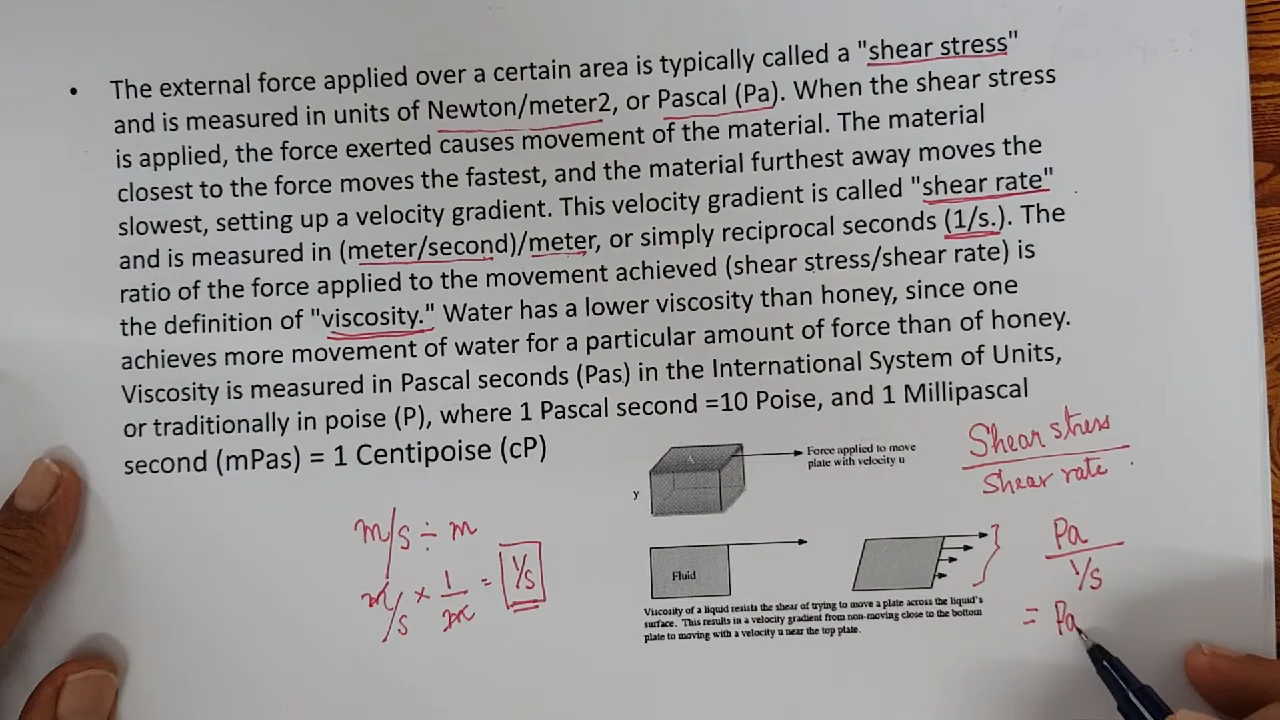 • The external force applied over a certain area is typically called a "shear stress"
and is measured in units of Newton/meter2, or Pascal (Pa). When the shear stress
is applied, the force exerted causes movement of the material. The material
closest to the force moves the fastest, and the material furthest away moves the
slowest, setting up a velocity gradient. This velocity gradient is called "shear rate"
and is measured in (meter/second)/meter, or simply reciprocal seconds (1/s.). The
ratio of the force applied to the movement achieved (shear stress/shear rate) is
the definition of "viscosity." Water has a lower viscosity than honey, since one
achieves more movement of water for a particular amount of force than of honey.
Viscosity is measured in Pascal seconds (Pas) in the International System of Units,
or traditionally in poise (P), where 1 Pascal second =10 Poise, and 1 Millipascal
second (mPas) = 1 Centipoise (cP)
A
y
Force applied to move
plate with velocity u
Fluid
Viscosity of a liquid resists the shear of trying to move a plate across the liquid's
surface. This results in a velocity gradient from non-moving close to the bottom
plate to moving with a velocity u near the top plate.
m/s ÷ m
m/s × 1/m = 1/s
Shear stress
Shear rate
Pa
1/s
= Pa